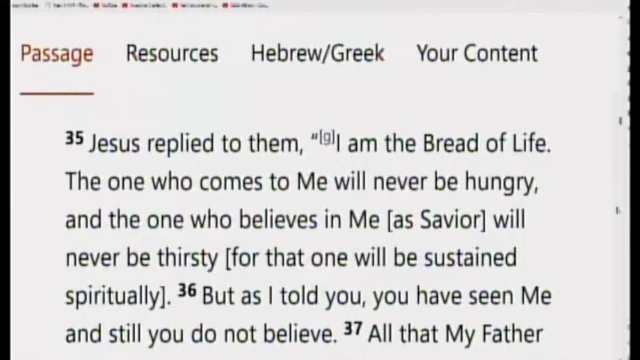 Passage Resources Hebrew/Greek Your Content
35 Jesus replied to them, "[g]I am the Bread of Life.
The one who comes to Me will never be hungry,
and the one who believes in Me [as Savior] will
never be thirsty [for that one will be sustained
spiritually]. 36 But as I told you, you have seen Me
and still you do not believe. 37 All that My Father